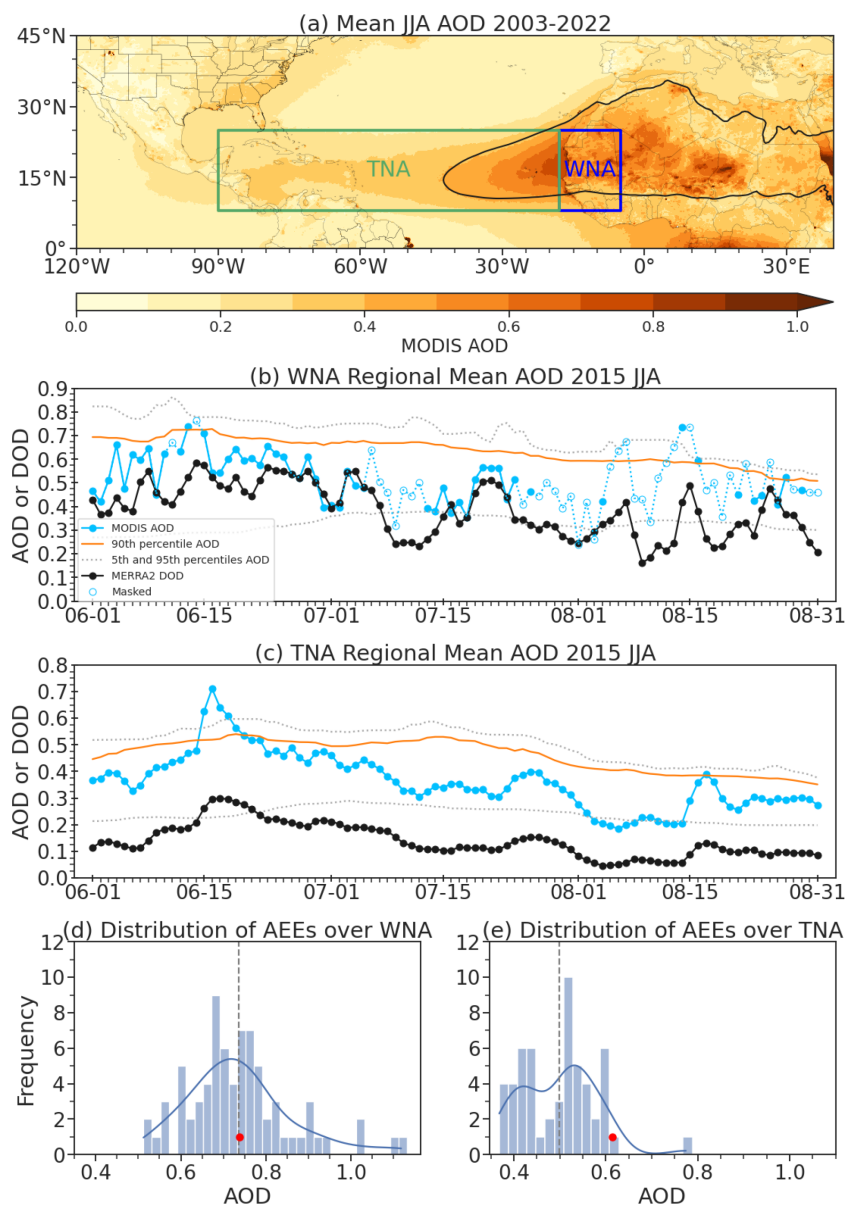 (a) Mean JJA AOD 2003-2022
45°N
30°N
15°N
0°
TNA
WNA
120°W 90°W 60°W 30°W 0° 30°E
0.0 0.2 0.4 0.6 0.8 1.0
MODIS AOD
(b) WNA Regional Mean AOD 2015 JJA
AOD or DOD
0.9
0.8
0.7
0.6
0.5
0.4
0.3
0.2
0.1
0.0
MODIS AOD
90th percentile AOD
5th and 95th percentiles AOD
MERRA2 DOD
Masked
06-01 06-15 07-01 07-15 08-01 08-15 08-31
(c) TNA Regional Mean AOD 2015 JJA
AOD or DOD
0.8
0.7
0.6
0.5
0.4
0.3
0.2
0.1
0.0
06-01 06-15 07-01 07-15 08-01 08-15 08-31
(d) Distribution of AEEs over WNA
Frequency
12
10
8
6
4
2
0
0.4 0.6 0.8 1.0
AOD
(e) Distribution of AEEs over TNA
12
10
8
6
4
2
0
0.4 0.6 0.8 1.0
AOD